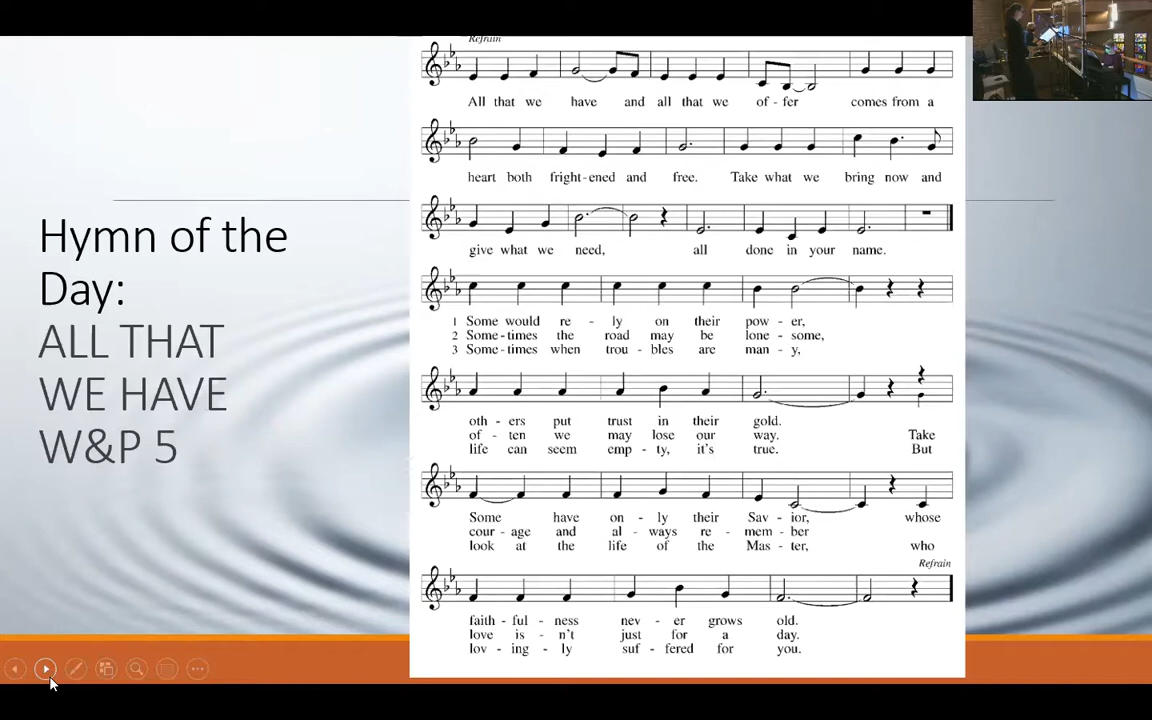 Hymn of the
Day:
ALL THAT
WE HAVE
W&P 5
Refrain
All that we have and all that we of - fer comes from a
heart both fright - ened and free. Take what we bring now and
give what we need, all done in your name.
1 Some would re - ly on their pow - er,
2 Some - times the road may be lone - some,
3 Some - times when trou - bles are man - y,
oth - ers put trust in their gold.
of - ten we may lose our way. Take
life can seem emp - ty, it's true. But
Some have on - ly their Sav - ior, whose
cour - age and al - ways re - mem - ber
look at the life of the Mas - ter, who
Refrain
faith - ful - ness nev - er grows old.
love is - n't just for a day.
lov - ing - ly suf - fered for you.